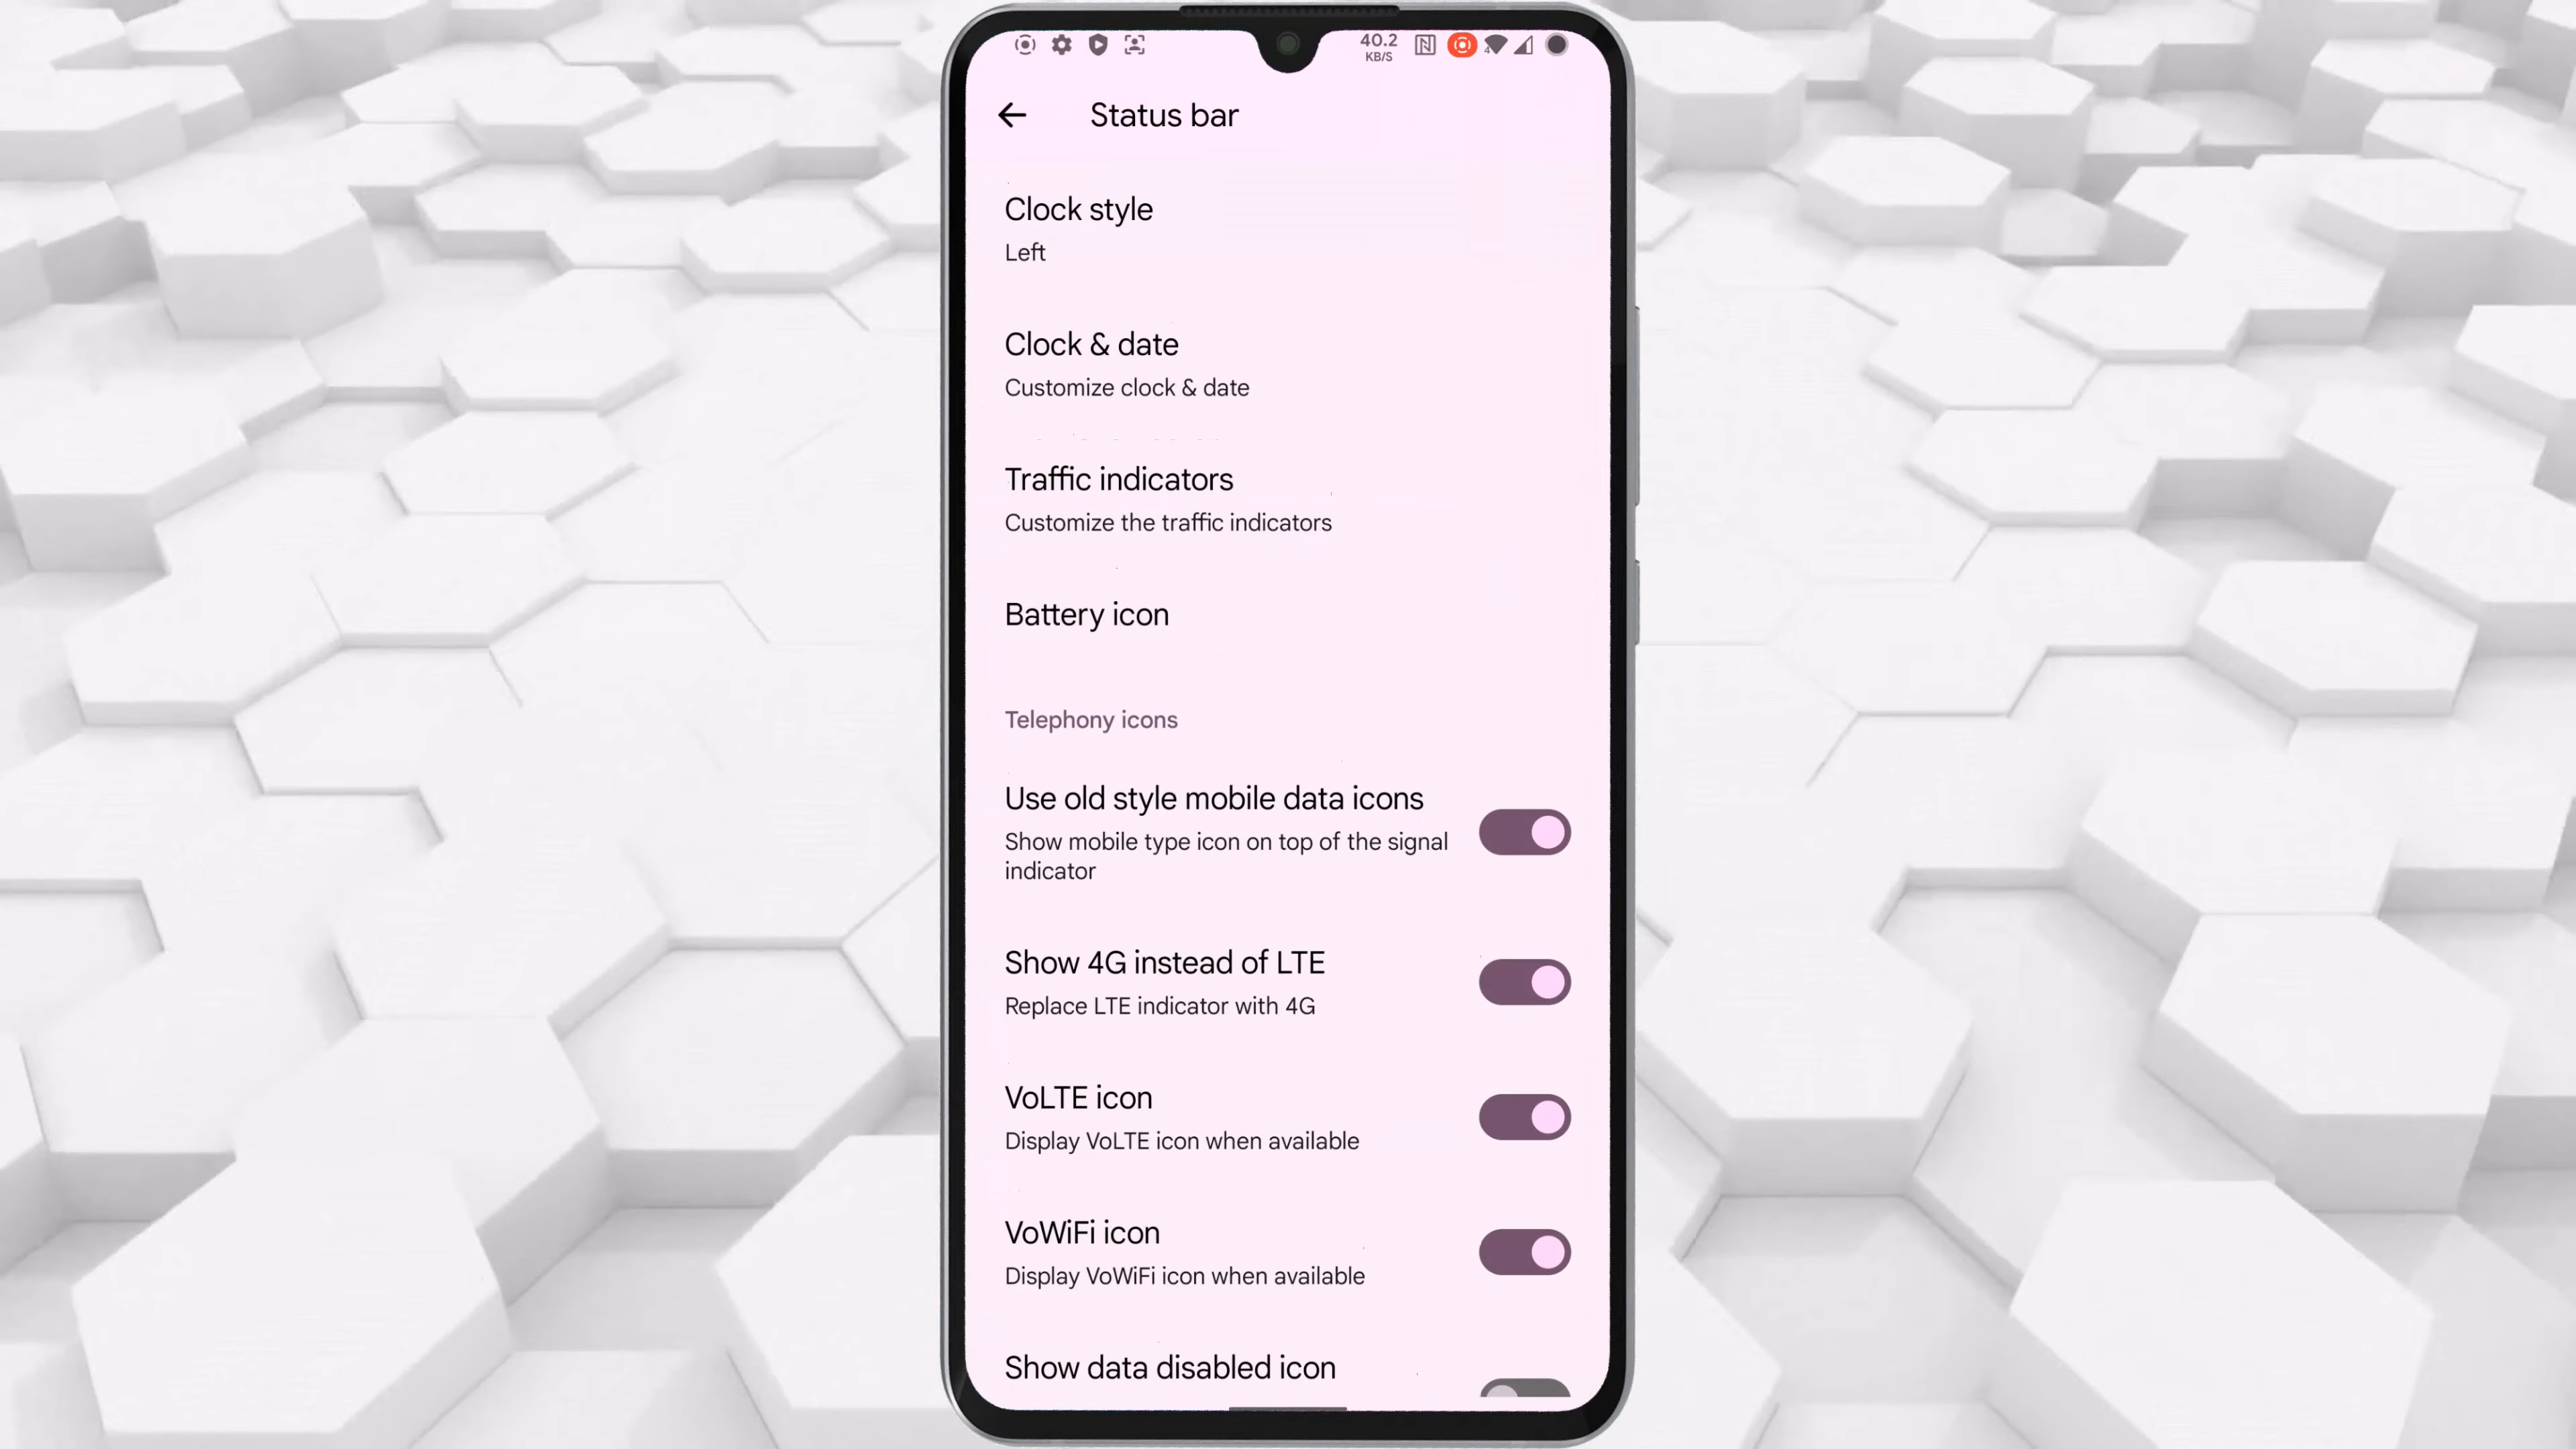 40.2
KB/S
4
Status bar
Clock style
Left
Clock & date
Customize clock & date
Traffic indicators
Customize the traffic indicators
Battery icon
Telephony icons
Use old style mobile data icons
Show mobile type icon on top of the signal
indicator
Show 4G instead of LTE
Replace LTE indicator with 4G
VoLTE icon
Display VoLTE icon when available
VoWiFi icon
Display VoWiFi icon when available
Show data disabled icon